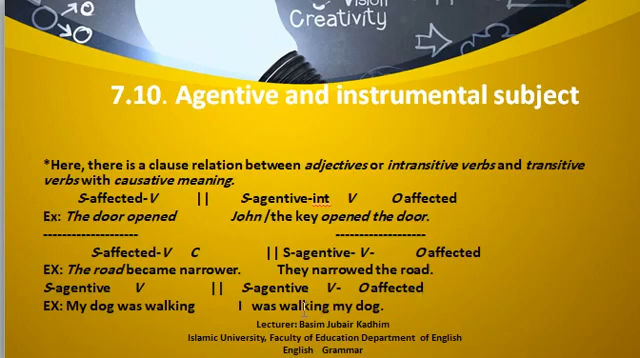 Vision
Creativity
7.10. Agentive and instrumental subject
*Here, there is a clause relation between adjectives or intransitive verbs and transitive
verbs with causative meaning.
S-affected-V || S-agentive-int V O affected
Ex: The door opened John /the key opened the door.
-------------------- -------------------
S-affected-V C || S-agentive- V- O affected
EX: The road became narrower. They narrowed the road.
S-agentive V || S-agentive V- O affected
EX: My dog was walking I was walking my dog.
Lecturer: Basim Jubair Kadhim
Islamic University, Faculty of Education Department of English
English Grammar